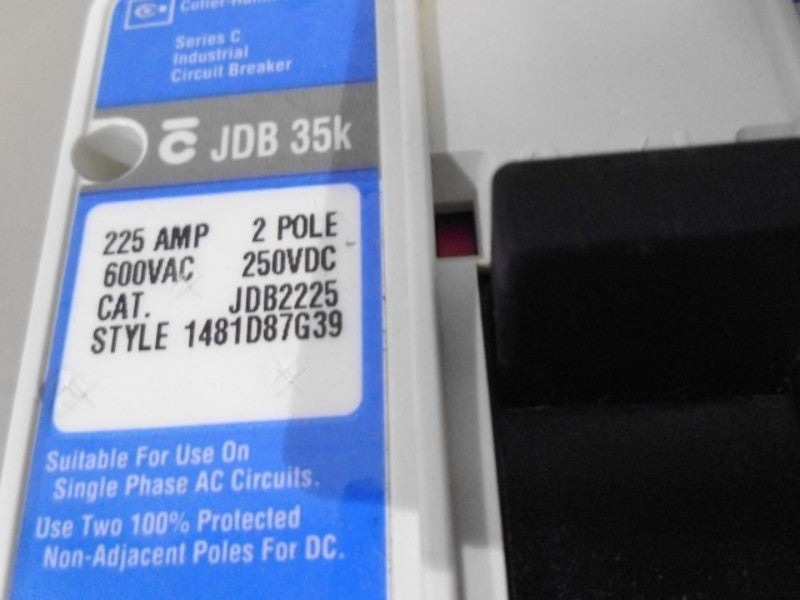 Series C
Industrial
Circuit Breaker
C JDB 35k
225 AMP 2 POLE
600VAC 250VDC
CAT. JDB2225
STYLE 1481D87G39
Suitable For Use On
Single Phase AC Circuits.
Use Two 100% Protected
Non-Adjacent Poles For DC.